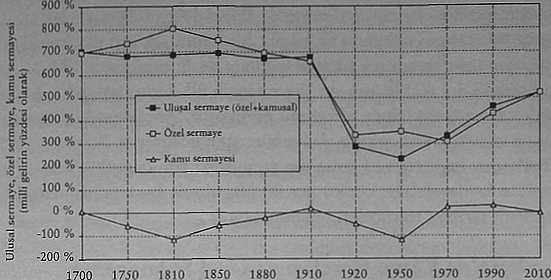 Ulusal sermaye, özel sermaye, kamu sermayesi
(milli gelirin yüzdesi olarak)
900 %
800 %
700 %
600 %
500 %
400 %
300 %
200 %
100 %
0 %
-100 %
-200 %
Ulusal sermaye (özel+kamusal)
Özel sermaye
Kamu sermayesi
1700 1750 1810 1850 1880 1910 1920 1950 1970 1990 2010